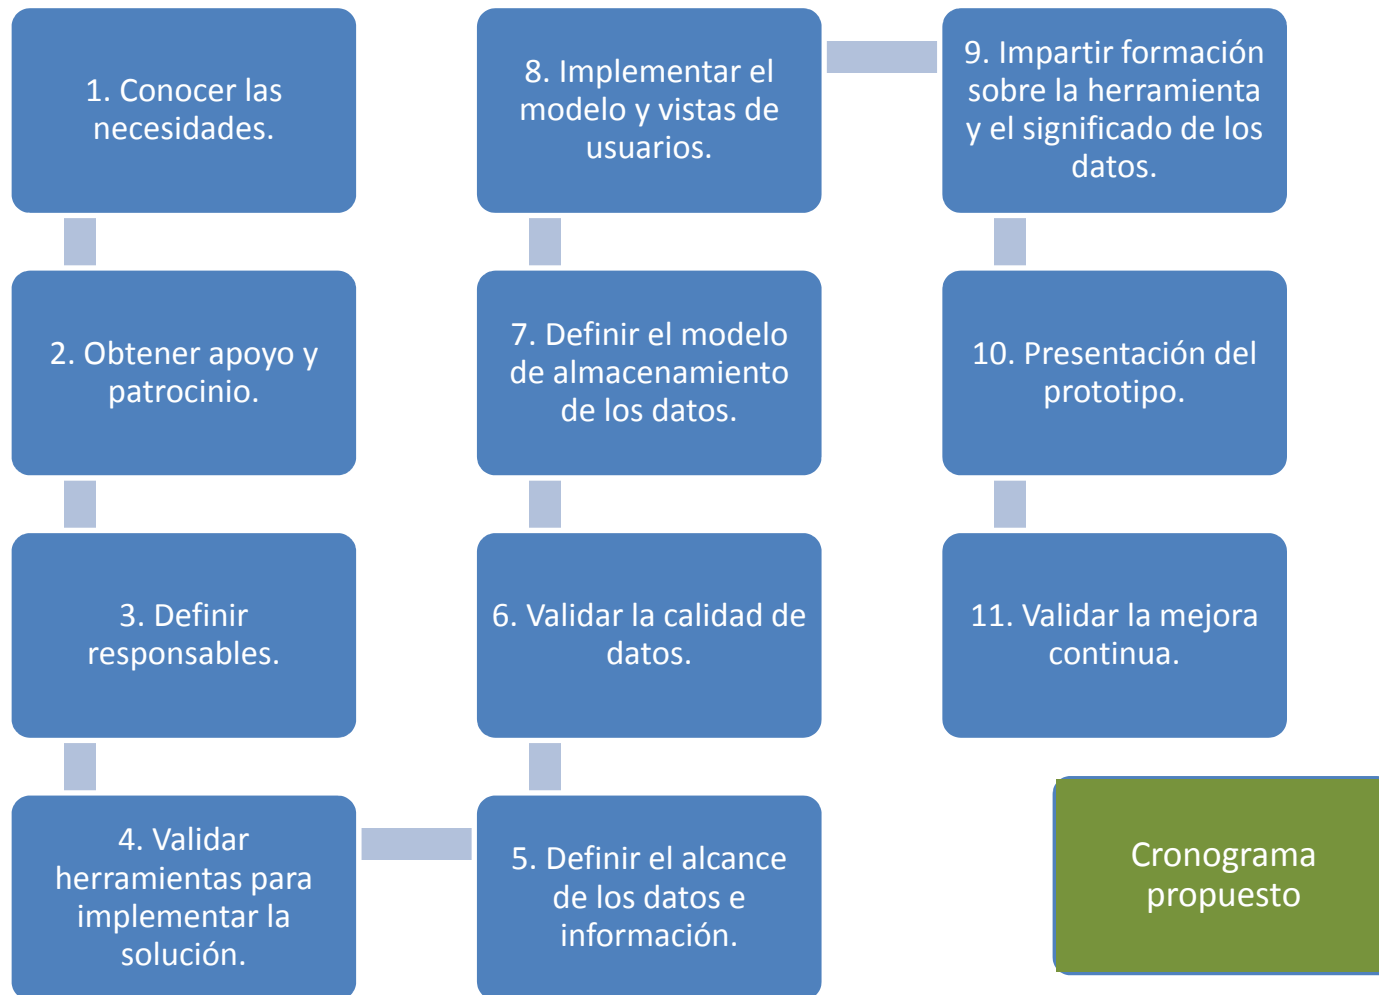 1. Conocer las
necesidades.
2. Obtener apoyo y
patrocinio.
3. Definir
responsables.
4. Validar
herramientas para
implementar la
solución.
5. Definir el alcance
de los datos e
información.
6. Validar la calidad de
datos.
7. Definir el modelo
de almacenamiento
de los datos.
8. Implementar el
modelo y vistas de
usuarios.
9. Impartir formación
sobre la herramienta
y el significado de los
datos.
10. Presentación del
prototipo.
11. Validar la mejora
continua.
Cronograma
propuesto